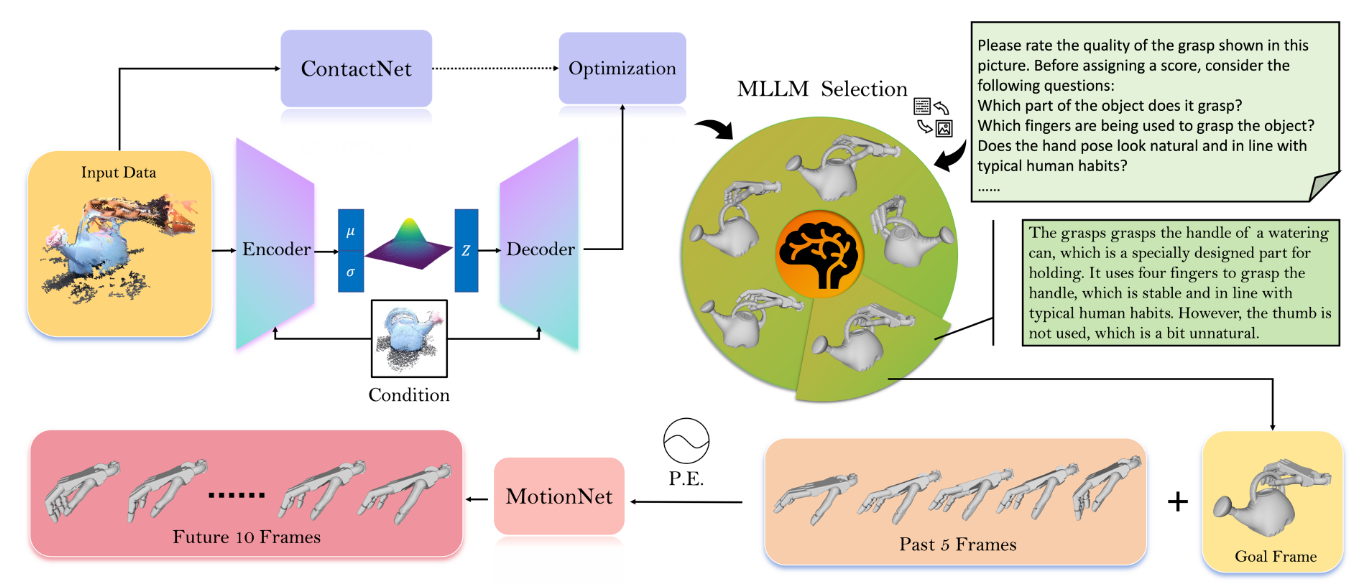 ContactNet
Optimization
MLLM Selection
Please rate the quality of the grasp shown in this
picture. Before assigning a score, consider the
following questions:
Which part of the object does it grasp?
Which fingers are being used to grasp the object?
Does the hand pose look natural and in line with
typical human habits?
......
Input Data
Encoder
μ
σ
Z
Decoder
Condition
The grasps grasps the handle of a watering
can, which is a specially designed part for
holding. It uses four fingers to grasp the
handle, which is stable and in line with
typical human habits. However, the thumb is
not used, which is a bit unnatural.
Future 10 Frames
MotionNet
P.E.
Past 5 Frames
+
Goal Frame